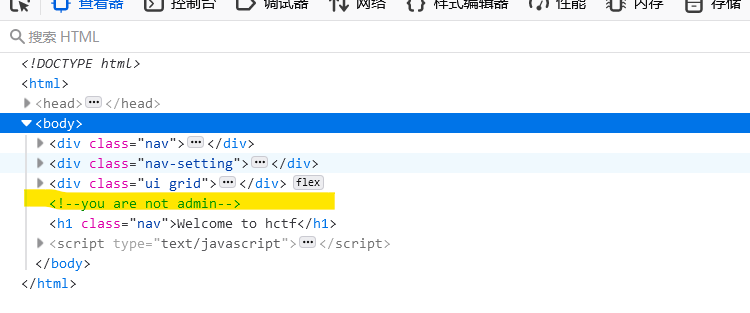 查看器 控制台 调试器 网络 样式编辑器 性能 内存 存储
搜索 HTML
<!DOCTYPE html>
<html>
<head>⋯</head>
<body>
<div class="nav">⋯</div>
<div class="nav-setting">⋯</div>
<div class="ui grid">⋯</div> flex
<!--you are not admin-->
<h1 class="nav">Welcome to hctf</h1>
<script type="text/javascript">⋯</script>
</body>
</html>